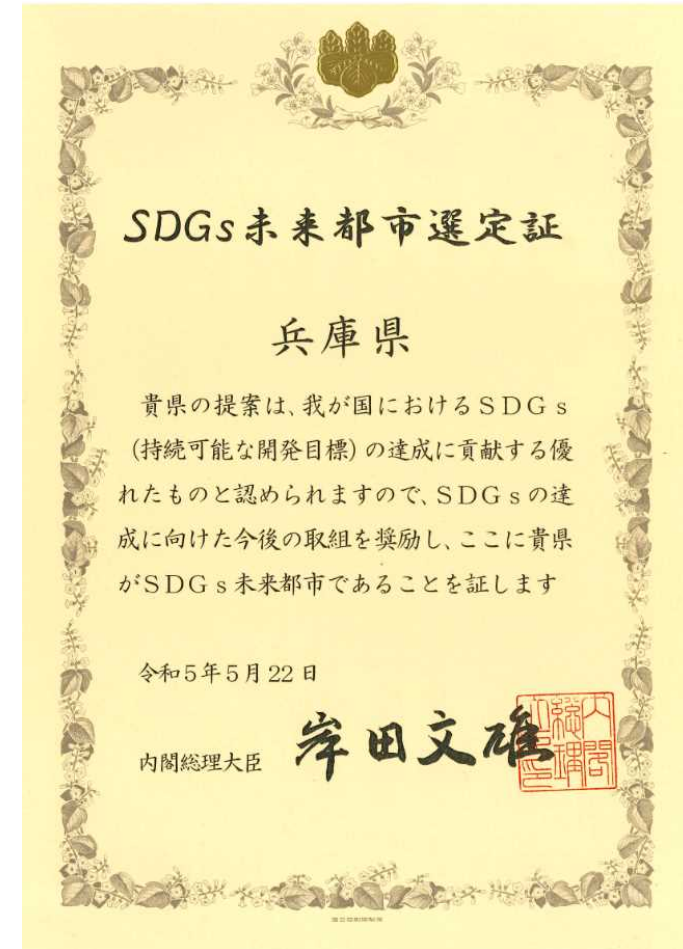 SDGs未来都市選定証
兵庫県
貴県の提案は、我が国におけるSDGs
(持続可能な開発目標)の達成に貢献する優
れたものと認められますので、SDGsの達
成に向けた今後の取組を奨励し、ここに貴県
がSDGs未来都市であることを証します
令和5年5月22日
内閣総理大臣 岸田文雄
内閣総理大臣印